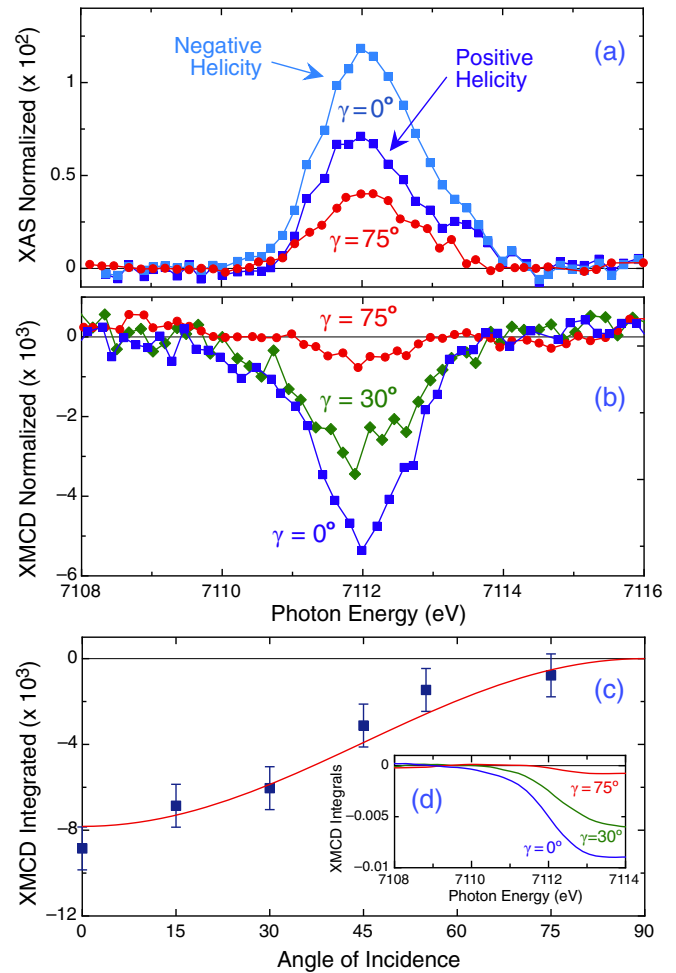 XAS Normalized (x 10²)
1
0.5
0
Negative
Helicity
Positive
Helicity
(a)
γ = 0°
γ = 75°
XMCD Normalized (x 10³)
0
−2
−4
−6
γ = 75°
γ = 30°
γ = 0°
(b)
7108
7110
7112
7114
7116
Photon Energy (eV)
XMCD Integrated (x 10³)
0
−4
−8
−12
(c)
XMCD Integrals
0
−0.005
−0.01
(d)
γ = 75°
γ=30°
γ = 0°
7108
7110
7112
7114
Photon Energy (eV)
0
15
30
45
60
75
90
Angle of Incidence